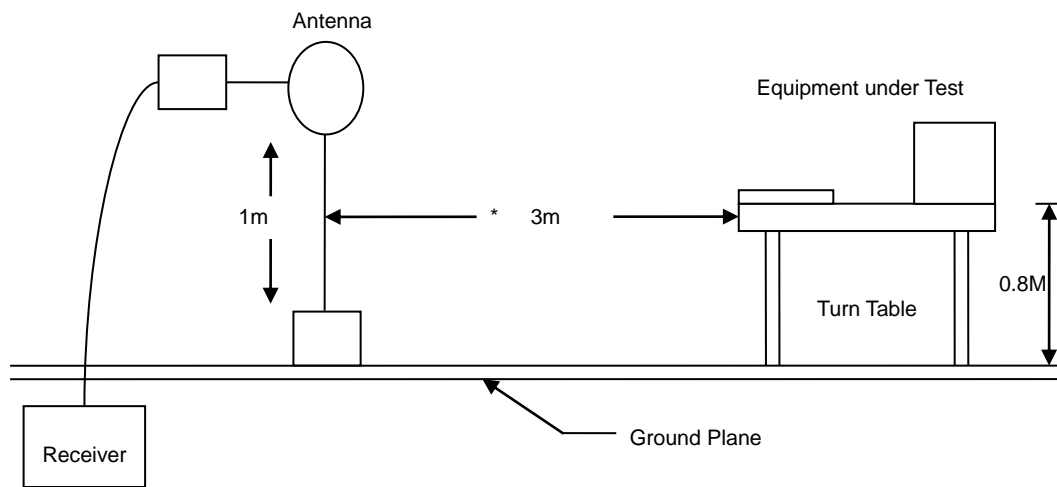 Antenna
Equipment under Test
1m
* 3m
0.8M
Turn Table
Ground Plane
Receiver